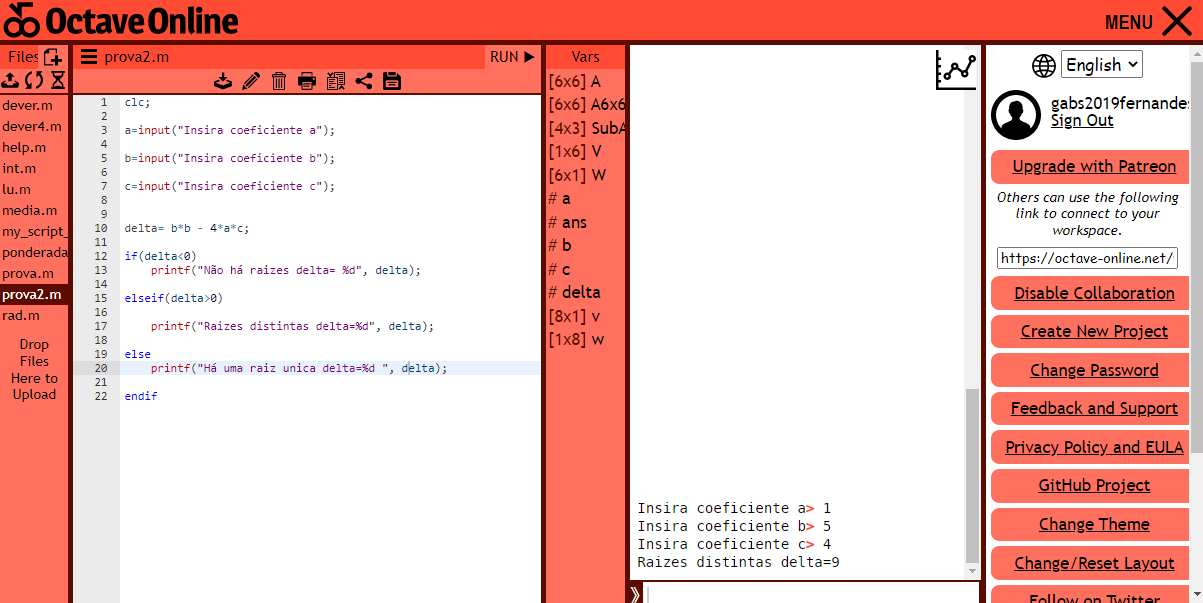 Octave Online
MENU
Files
prova2.m
RUN
Vars
dever.m
dever4.m
help.m
int.m
lu.m
media.m
my_script_
ponderada
prova.m
prova2.m
rad.m
Drop
Files
Here to
Upload
1 clc;
2
3 a=input("Insira coeficiente a");
4
5 b=input("Insira coeficiente b");
6
7 c=input("Insira coeficiente c");
8
9
10 delta= b*b - 4*a*c;
11
12 if(delta<0)
13 printf("Não há raizes delta= %d", delta);
14
15 elseif(delta>0)
16
17 printf("Raizes distintas delta=%d", delta);
18
19 else
20 printf("Há uma raiz unica delta=%d ", delta);
21
22 endif
[6x6] A
[6x6] A6x6
[4x3] SubA
[1x6] V
[6x1] W
# a
# ans
# b
# c
# delta
[8x1] v
[1x8] w
Insira coeficiente a> 1
Insira coeficiente b> 5
Insira coeficiente c> 4
Raizes distintas delta=9
English
gabs2019fernandes
Sign Out
Upgrade with Patreon
Others can use the following
link to connect to your
workspace.
https://octave-online.net/
Disable Collaboration
Create New Project
Change Password
Feedback and Support
Privacy Policy and EULA
GitHub Project
Change Theme
Change/Reset Layout
Follow on Twitter